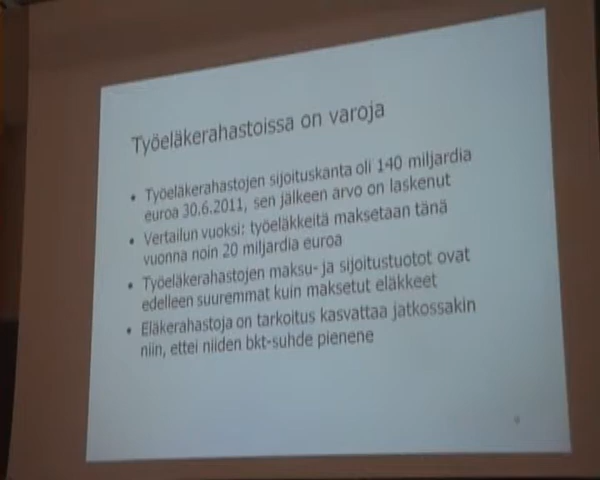 Työeläkerahastoissa on varoja
• Työeläkerahastojen sijoituskanta oli 140 miljardia
euroa 30.6.2011, sen jälkeen arvo on laskenut
• Vertailun vuoksi: työeläkkeitä maksetaan tänä
vuonna noin 20 miljardia euroa
• Työeläkerahastojen maksu- ja sijoitustuotot ovat
edelleen suuremmat kuin maksetut eläkkeet
• Eläkerahastoja on tarkoitus kasvattaa jatkossakin
niin, ettei niiden bkt-suhde pienene